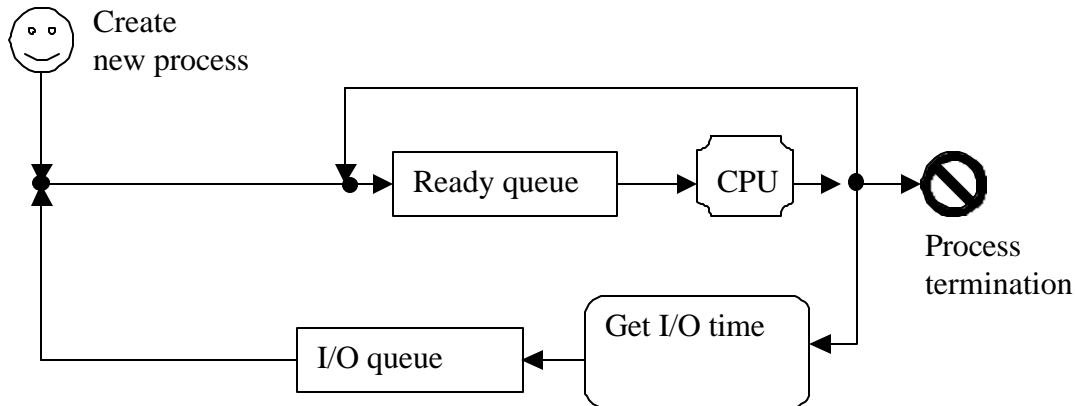 Create
new process
Ready queue
CPU
Process
termination
Get I/O time
I/O queue